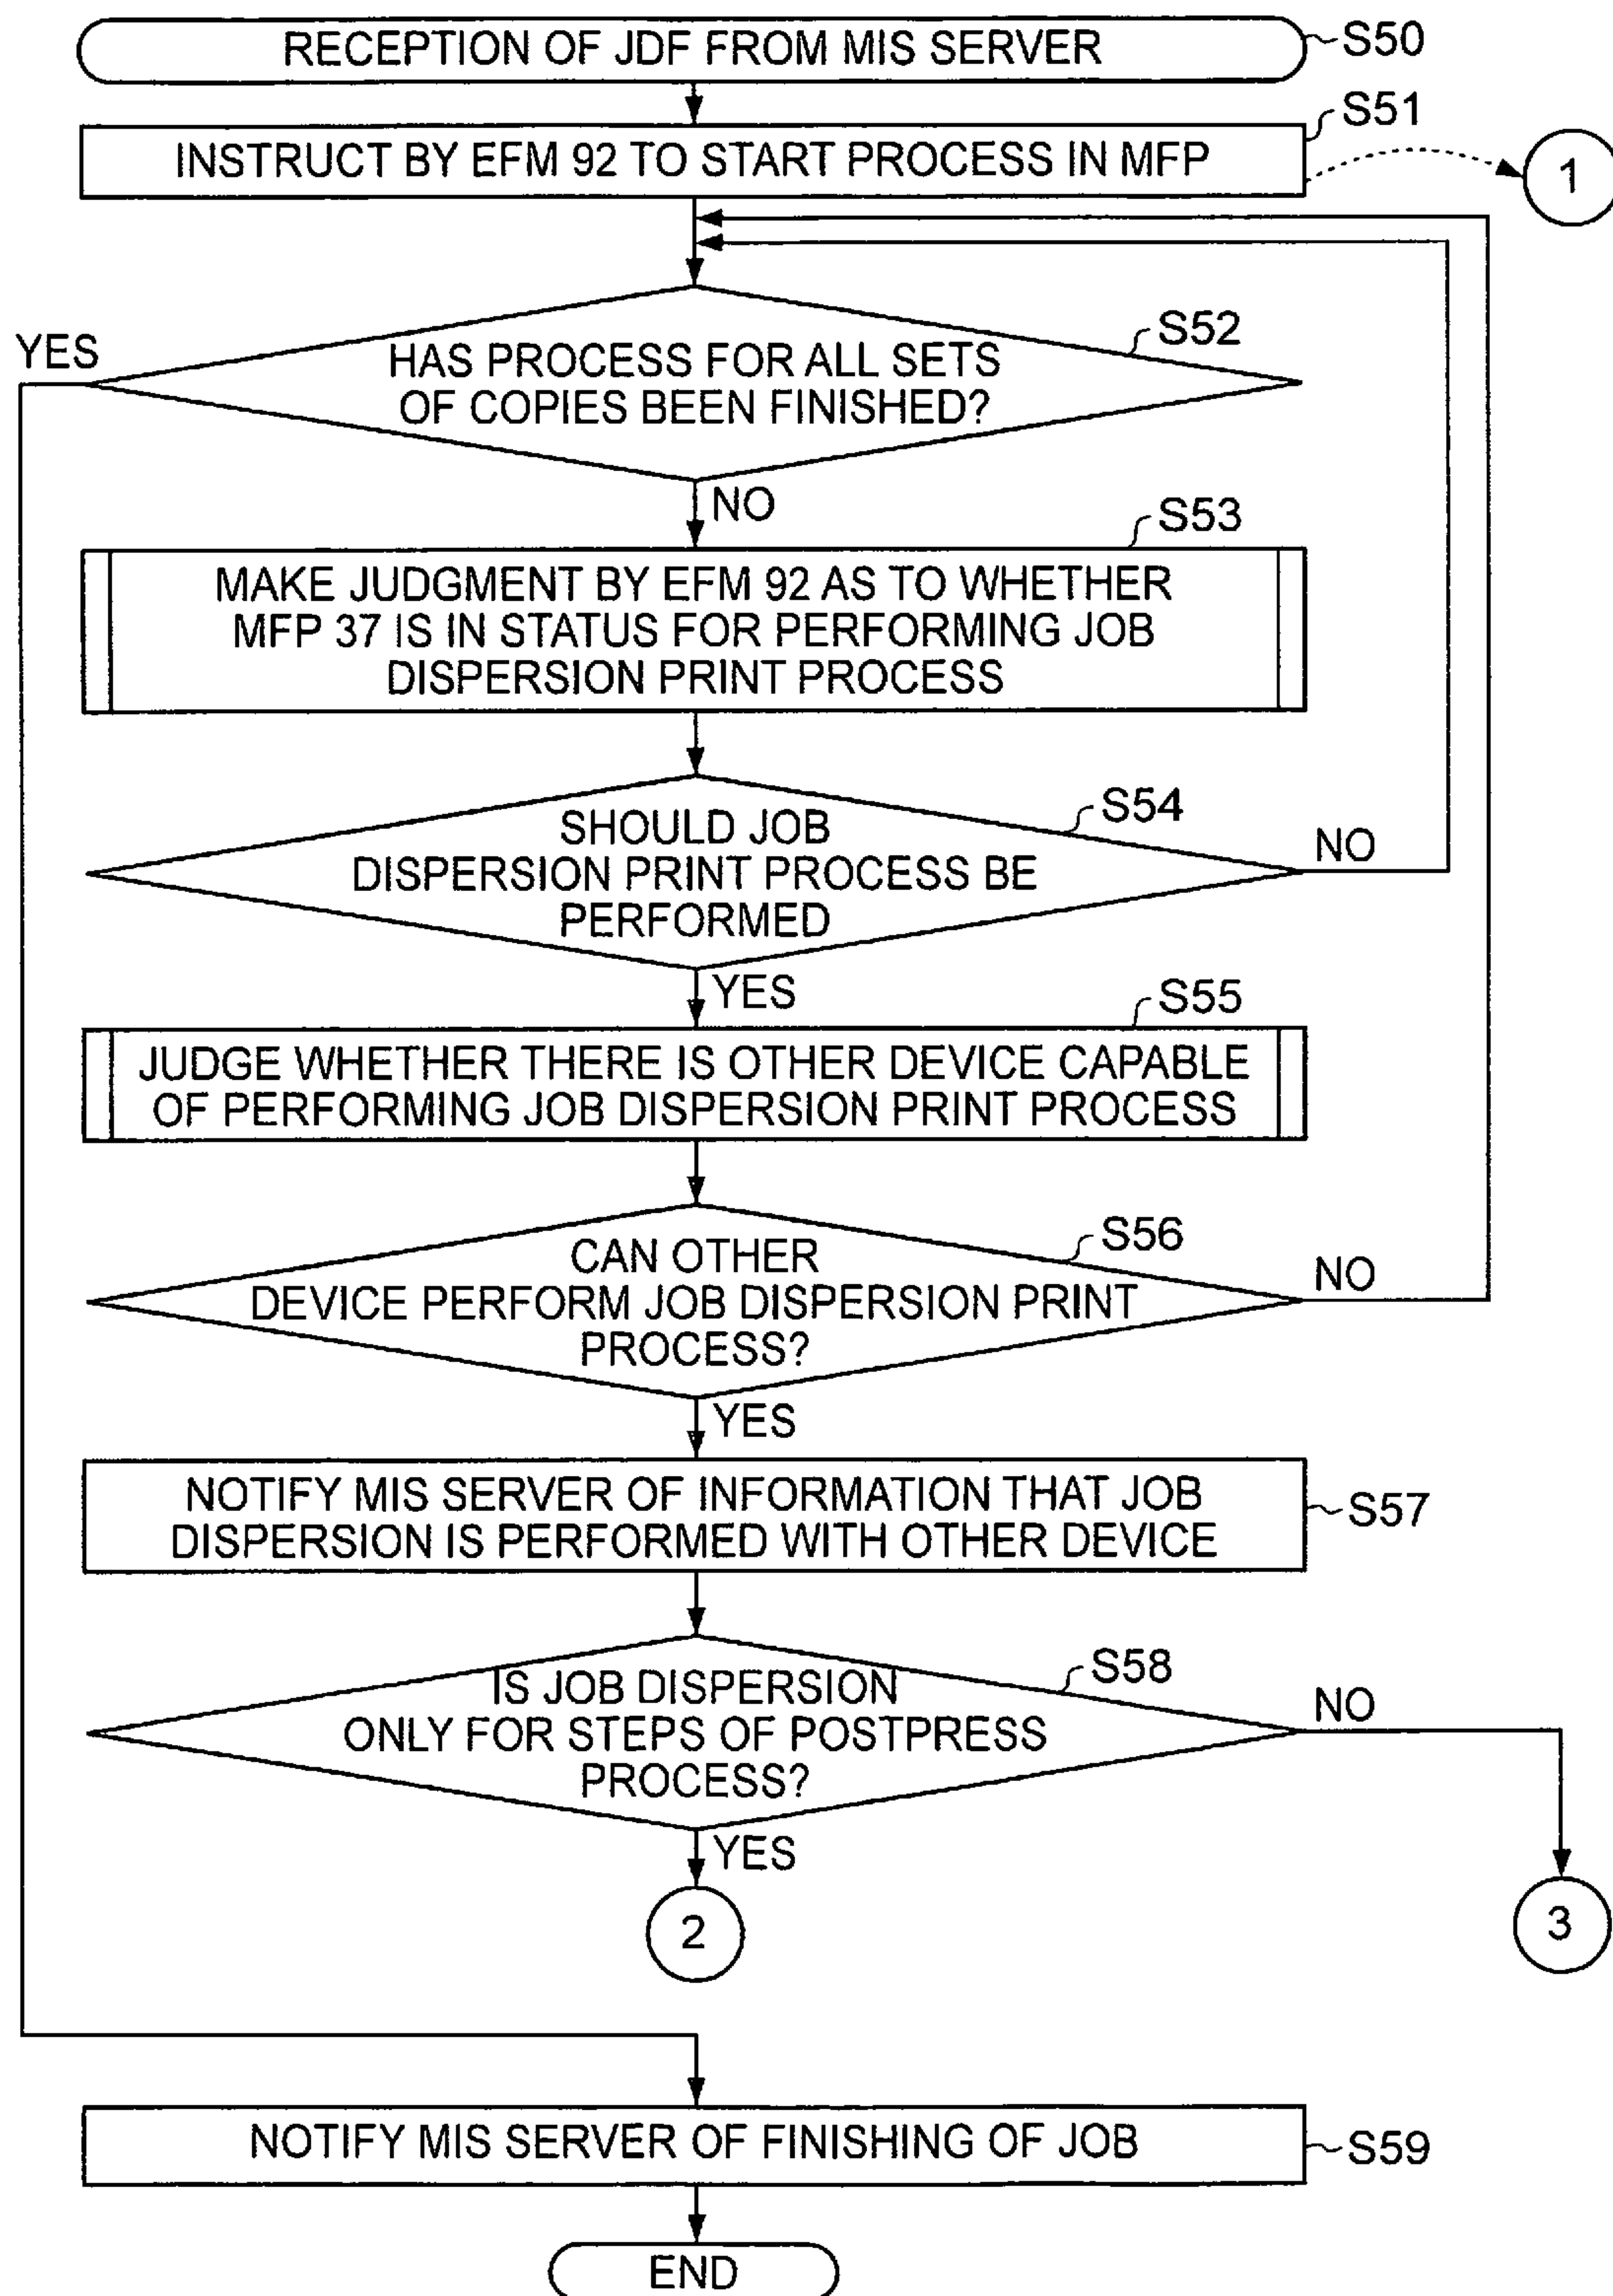 RECEPTION OF JDF FROM MIS SERVER
S50
S51
INSTRUCT BY EFM 92 TO START PROCESS IN MFP
1
S52
YES
HAS PROCESS FOR ALL SETS
OF COPIES BEEN FINISHED?
NO
S53
MAKE JUDGMENT BY EFM 92 AS TO WHETHER
MFP 37 IS IN STATUS FOR PERFORMING JOB
DISPERSION PRINT PROCESS
S54
SHOULD JOB
DISPERSION PRINT PROCESS BE
PERFORMED
NO
YES
S55
JUDGE WHETHER THERE IS OTHER DEVICE CAPABLE
OF PERFORMING JOB DISPERSION PRINT PROCESS
S56
CAN OTHER
DEVICE PERFORM JOB DISPERSION PRINT
PROCESS?
NO
YES
NOTIFY MIS SERVER OF INFORMATION THAT JOB
DISPERSION IS PERFORMED WITH OTHER DEVICE
S57
S58
IS JOB DISPERSION
ONLY FOR STEPS OF POSTPRESS
PROCESS?
NO
YES
2
3
NOTIFY MIS SERVER OF FINISHING OF JOB
S59
END